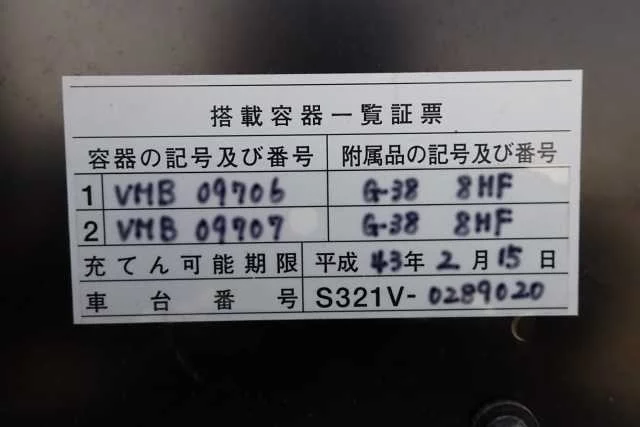 搭載容器一覧証票
容器の記号及び番号 附属品の記号及び番号
1 VMB 09706 G-38 8HF
2 VMB 09907 G-38 8HF
充てん可能期限 平成 43年 2月 15日
車台番号 S321V-0289020